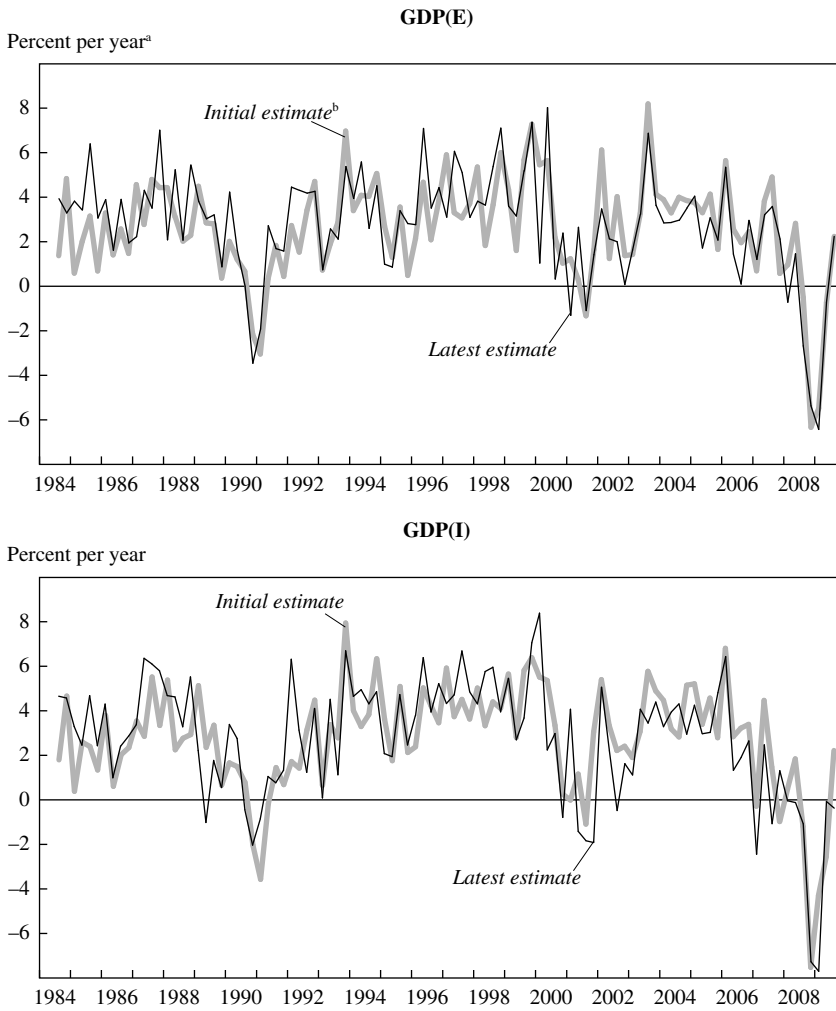 GDP(E)
Percent per yearª
8
Initial estimateᵇ
6
4
2
0
–2
Latest estimate
–4
–6
1984 1986 1988 1990 1992 1994 1996 1998 2000 2002 2004 2006 2008
GDP(I)
Percent per year
Initial estimate
8
6
4
2
0
–2
Latest estimate
–4
–6
1984 1986 1988 1990 1992 1994 1996 1998 2000 2002 2004 2006 2008